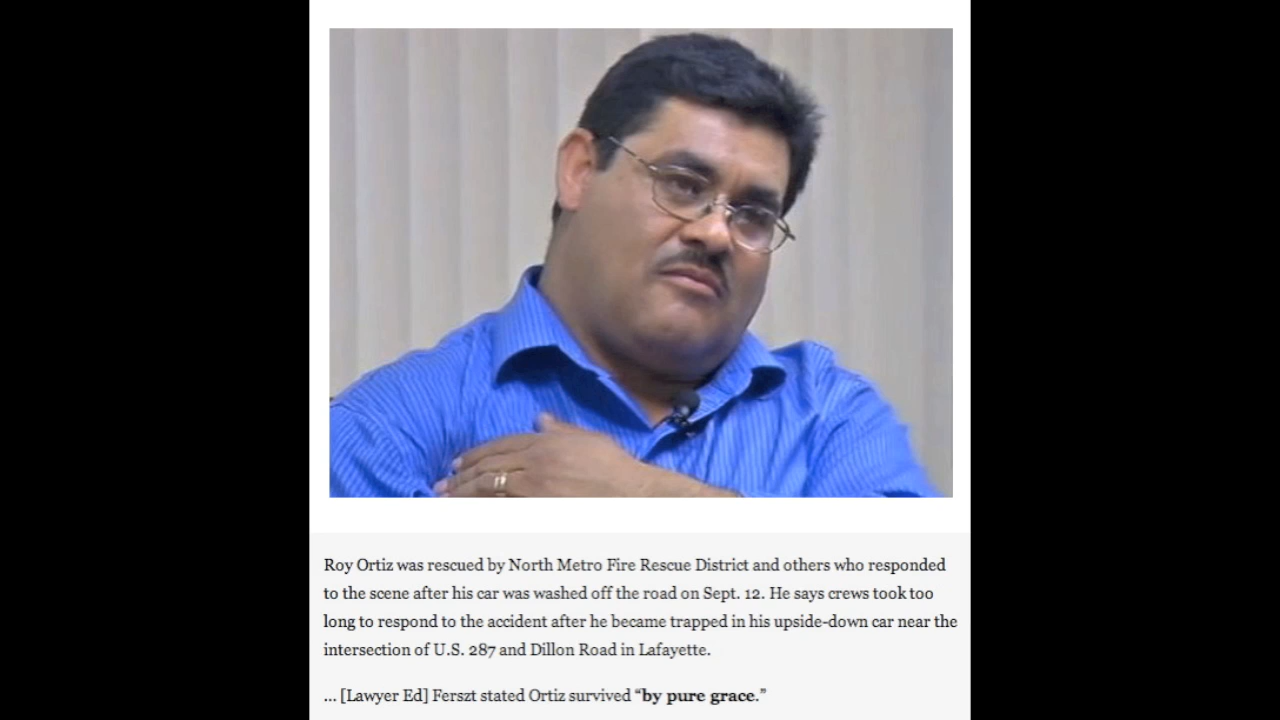 Roy Ortiz was rescued by North Metro Fire Rescue District and others who responded
to the scene after his car was washed off the road on Sept. 12. He says crews took too
long to respond to the accident after he became trapped in his upside-down car near the
intersection of U.S. 287 and Dillon Road in Lafayette.
... [Lawyer Ed] Ferszt stated Ortiz survived “by pure grace.”